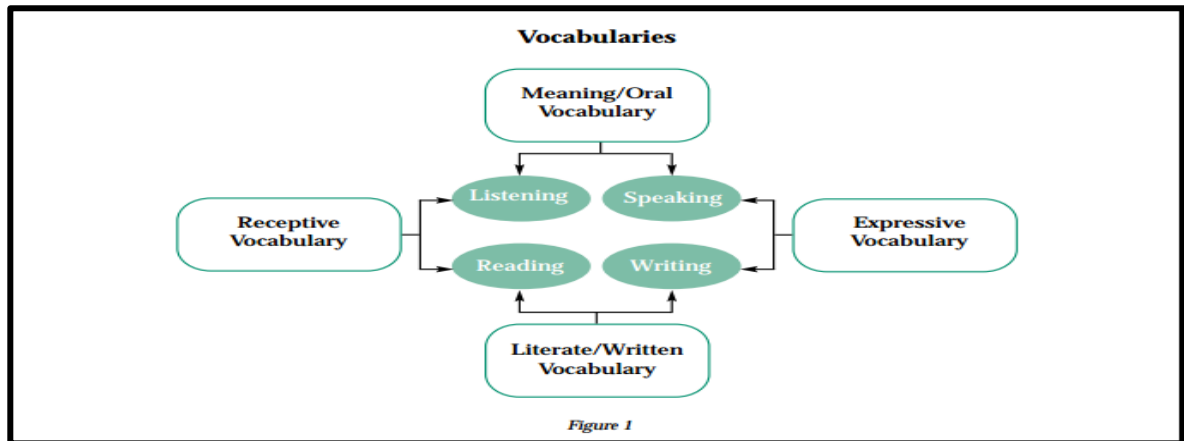 Vocabularies
Meaning/Oral
Vocabulary
Listening
Speaking
Receptive
Vocabulary
Expressive
Vocabulary
Reading
Writing
Literate/Written
Vocabulary
Figure 1